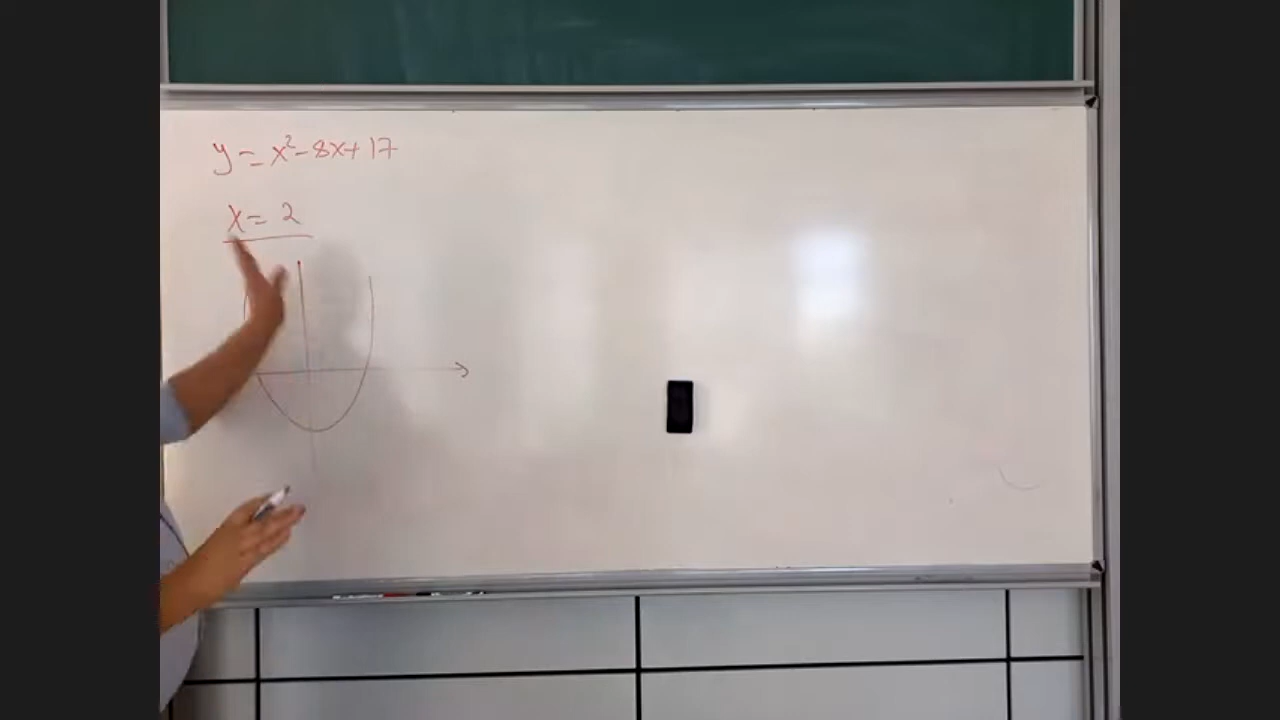 y = x² - 8x + 17
x = 2